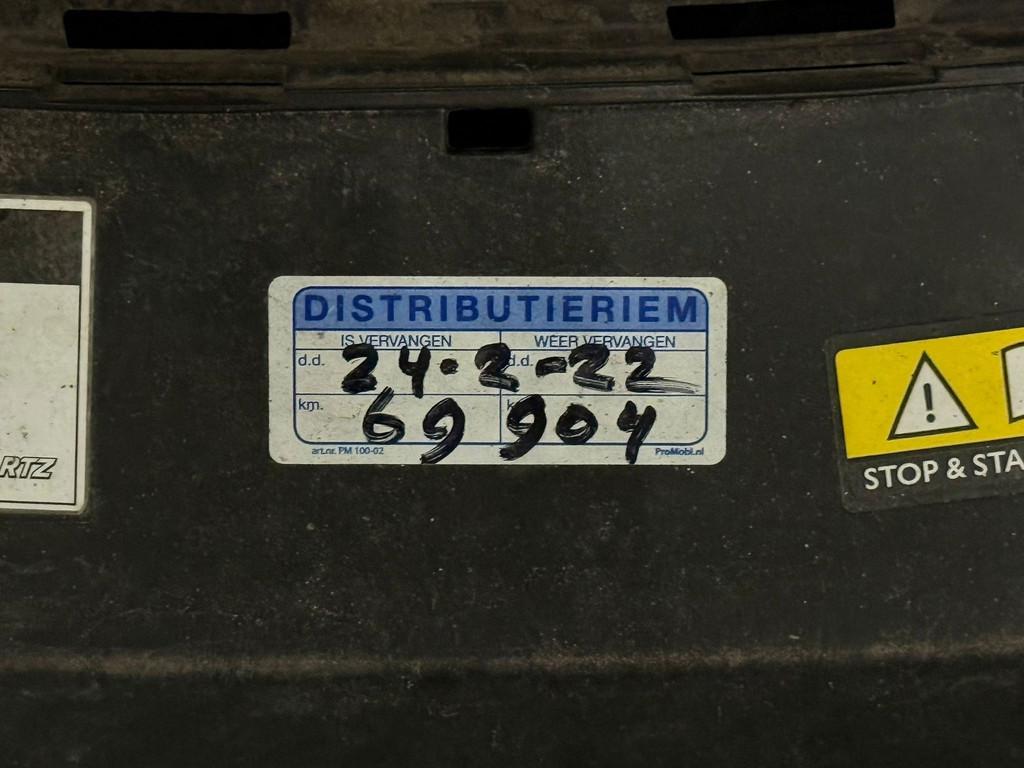 DISTRIBUTIERIEM
IS VERVANGEN WEER VERVANGEN
d.d. 24-2-22 d.d.
km. 69 904
art.nr. PM 100-02 ProMobi.nl
RTZ
!
STOP & STA